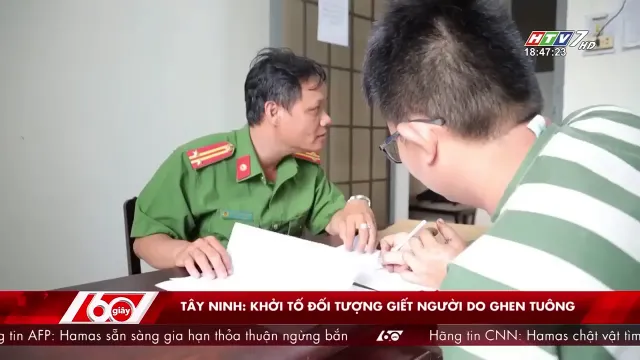 HTV7 HD
18:47:23
60 giây
TÂY NINH: KHỞI TỐ ĐỐI TƯỢNG GIẾT NGƯỜI DO GHEN TUÔNG
g tin AFP: Hamas sẵn sàng gia hạn thỏa thuận ngừng bắn 60 Hãng tin CNN: Hamas chật vật tìm